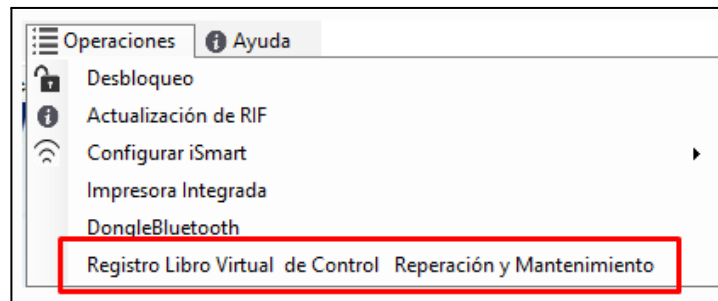 Operaciones Ayuda
Desbloqueo
Actualización de RIF
Configurar iSmart
Impresora Integrada
DongleBluetooth
Registro Libro Virtual de Control Reperación y Mantenimiento